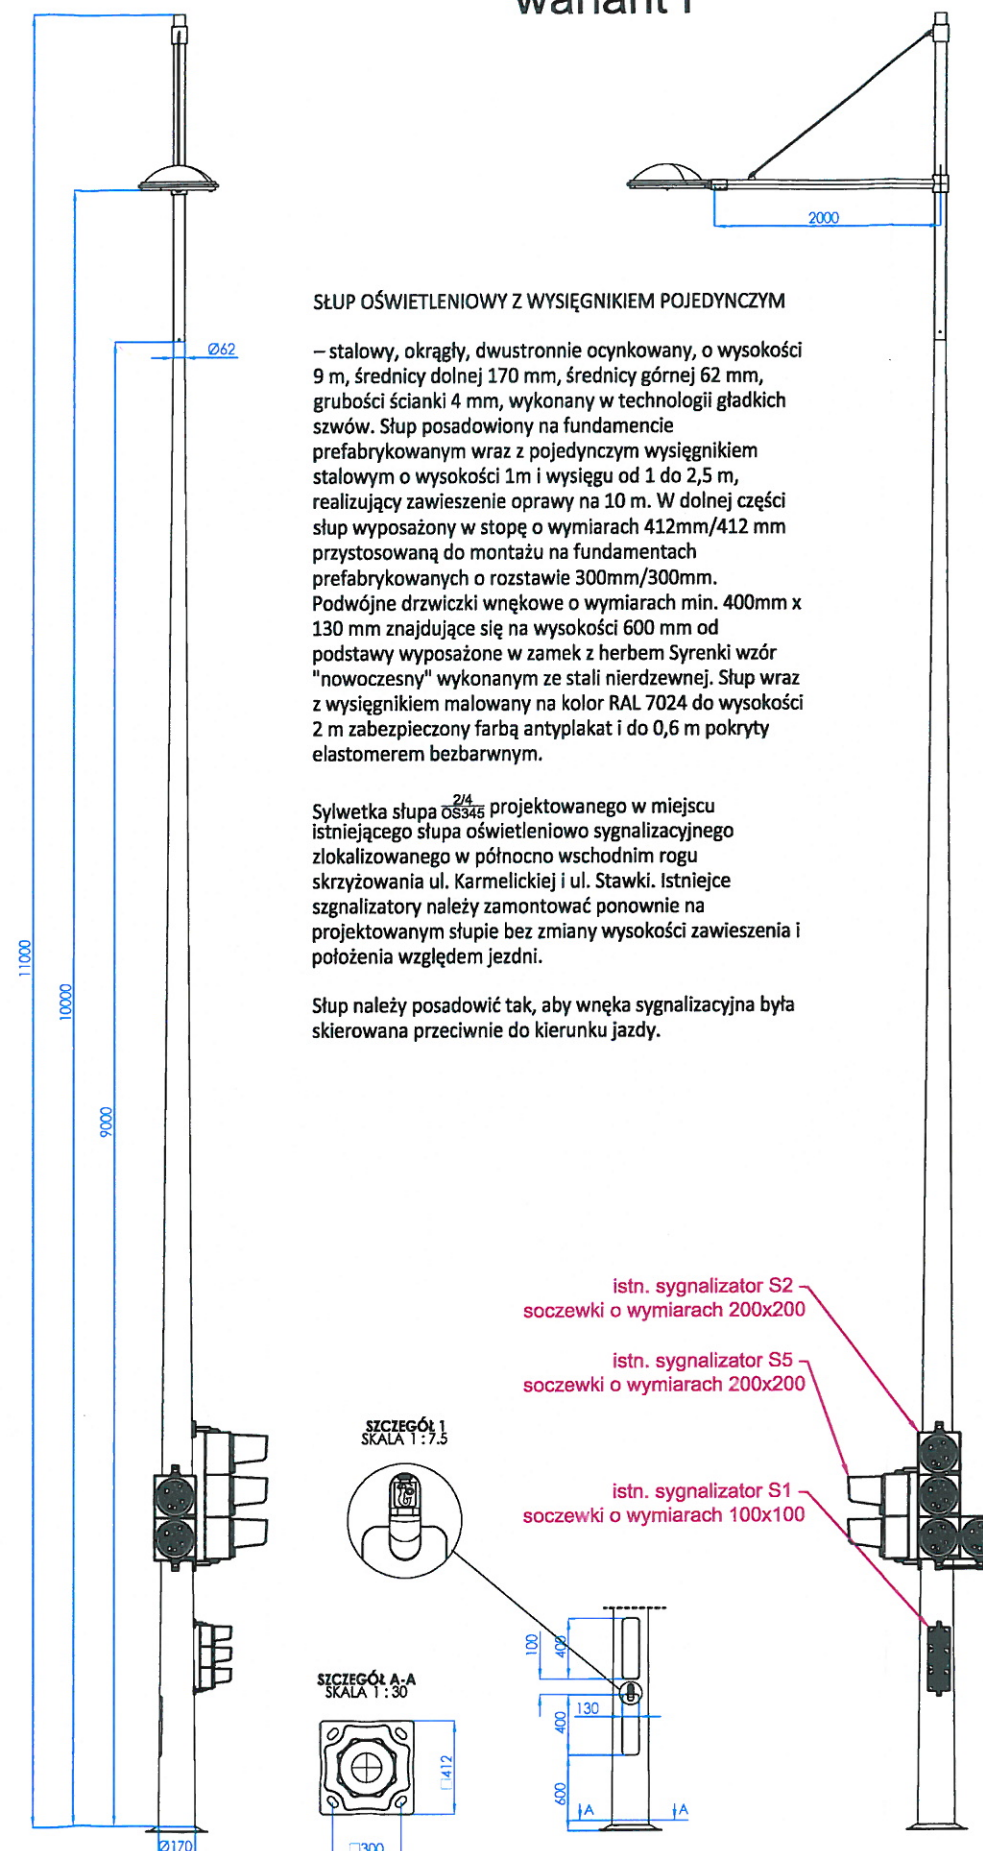 wariant I
2000
Ø62
11000
10000
9000
SŁUP OŚWIETLENIOWY Z WYSIĘGNIKIEM POJEDYNCZYM
– stalowy, okrągły, dwustronnie ocynkowany, o wysokości
9 m, średnicy dolnej 170 mm, średnicy górnej 62 mm,
grubości ścianki 4 mm, wykonany w technologii gładkich
szwów. Słup posadowiony na fundamencie
prefabrykowanym wraz z pojedynczym wysięgnikiem
stalowym o wysokości 1m i wysięgu od 1 do 2,5 m,
realizujący zawieszenie oprawy na 10 m. W dolnej części
słup wyposażony w stopę o wymiarach 412mm/412 mm
przystosowaną do montażu na fundamentach
prefabrykowanych o rozstawie 300mm/300mm.
Podwójne drzwiczki wnękowe o wymiarach min. 400mm x
130 mm znajdujące się na wysokości 600 mm od
podstawy wyposażone w zamek z herbem Syrenki wzór
"nowoczesny" wykonanym ze stali nierdzewnej. Słup wraz
z wysięgnikiem malowany na kolor RAL 7024 do wysokości
2 m zabezpieczony farbą antyplakat i do 0,6 m pokryty
elastomerem bezbarwnym.
Sylwetka słupa 2/4 OS345 projektowanego w miejscu
istniejącego słupa oświetleniowo sygnalizacyjnego
zlokalizowanego w północno wschodnim rogu
skrzyżowania ul. Karmelickiej i ul. Stawki. Istniejce
szgnalizatory należy zamontować ponownie na
projektowanym słupie bez zmiany wysokości zawieszenia i
położenia względem jezdni.
Słup należy posadowić tak, aby wnęka sygnalizacyjna była
skierowana przeciwnie do kierunku jazdy.
istn. sygnalizator S2
soczewki o wymiarach 200x200
istn. sygnalizator S5
soczewki o wymiarach 200x200
istn. sygnalizator S1
soczewki o wymiarach 100x100
SZCZEGÓŁ 1
SKALA 1 : 7.5
SZCZEGÓŁ A-A
SKALA 1 : 30
□412
□300
100
400
130
400
600
A
A
Ø170